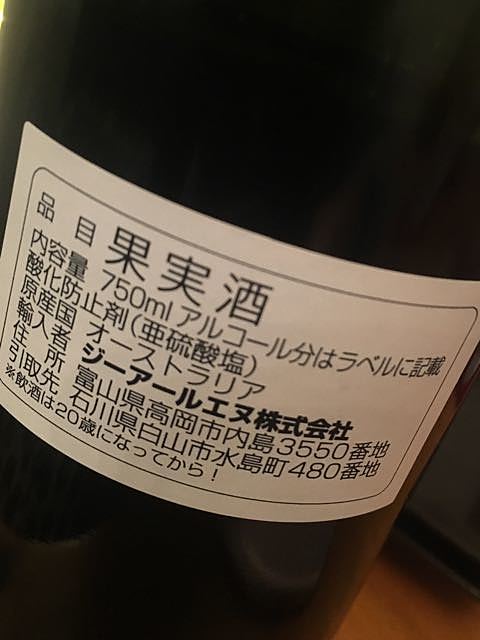 品目 果実酒
内容量 750ml アルコール分はラベルに記載
酸化防止剤(亜硫酸塩)
原産国 オーストラリア
輸入者 ジーアールエヌ株式会社
住所 富山県高岡市内島3550番地
引取先 石川県白山市水島町480番地
※飲酒は20歳になってから!